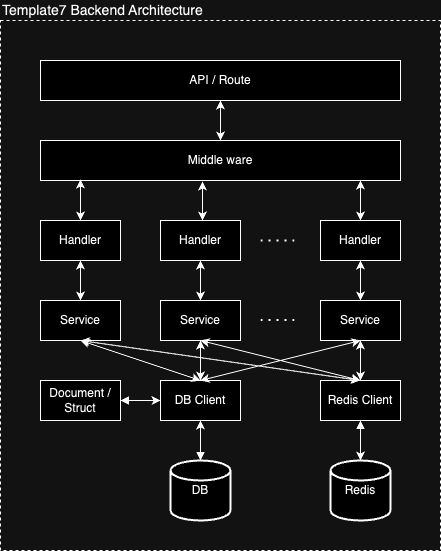 Template7 Backend Architecture
API / Route
Middle ware
Handler
Handler
.....
Handler
Service
Service
.....
Service
Document /
Struct
DB Client
Redis Client
DB
Redis